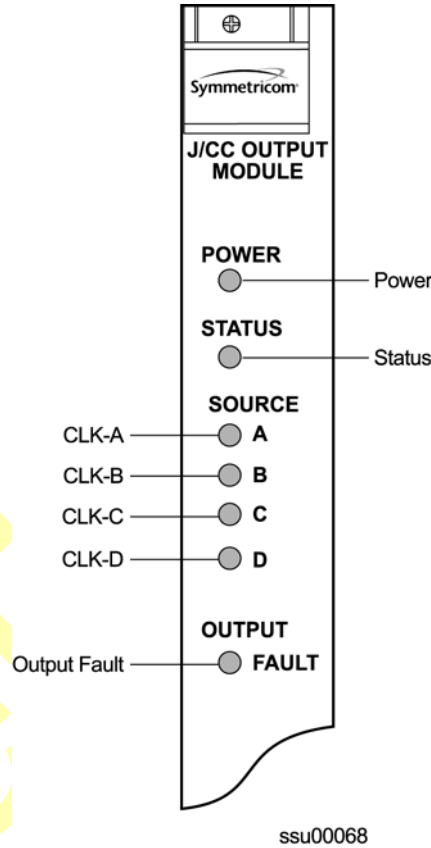 Symmetricom
J/CC OUTPUT
MODULE
POWER
Power
STATUS
Status
SOURCE
CLK-A
A
CLK-B
B
CLK-C
C
CLK-D
D
OUTPUT
Output Fault
FAULT
ssu00068